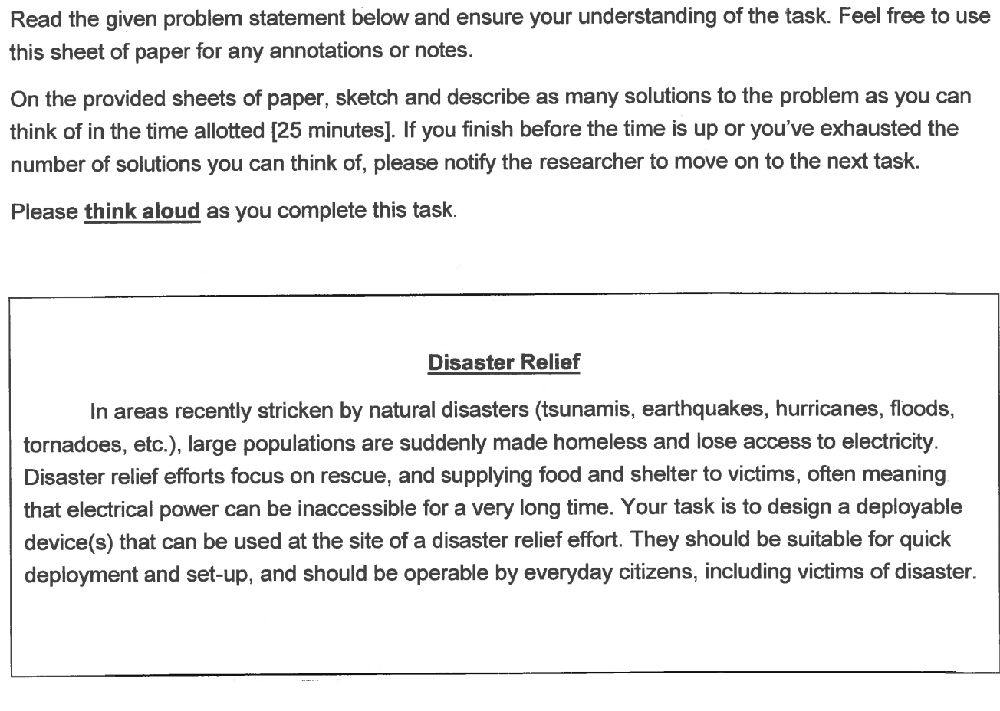 Read the given problem statement below and ensure your understanding of the task. Feel free to use
this sheet of paper for any annotations or notes.
On the provided sheets of paper, sketch and describe as many solutions to the problem as you can
think of in the time allotted [25 minutes]. If you finish before the time is up or you've exhausted the
number of solutions you can think of, please notify the researcher to move on to the next task.
Please think aloud as you complete this task.
Disaster Relief
In areas recently stricken by natural disasters (tsunamis, earthquakes, hurricanes, floods,
tornadoes, etc.), large populations are suddenly made homeless and lose access to electricity.
Disaster relief efforts focus on rescue, and supplying food and shelter to victims, often meaning
that electrical power can be inaccessible for a very long time. Your task is to design a deployable
device(s) that can be used at the site of a disaster relief effort. They should be suitable for quick
deployment and set-up, and should be operable by everyday citizens, including victims of disaster.